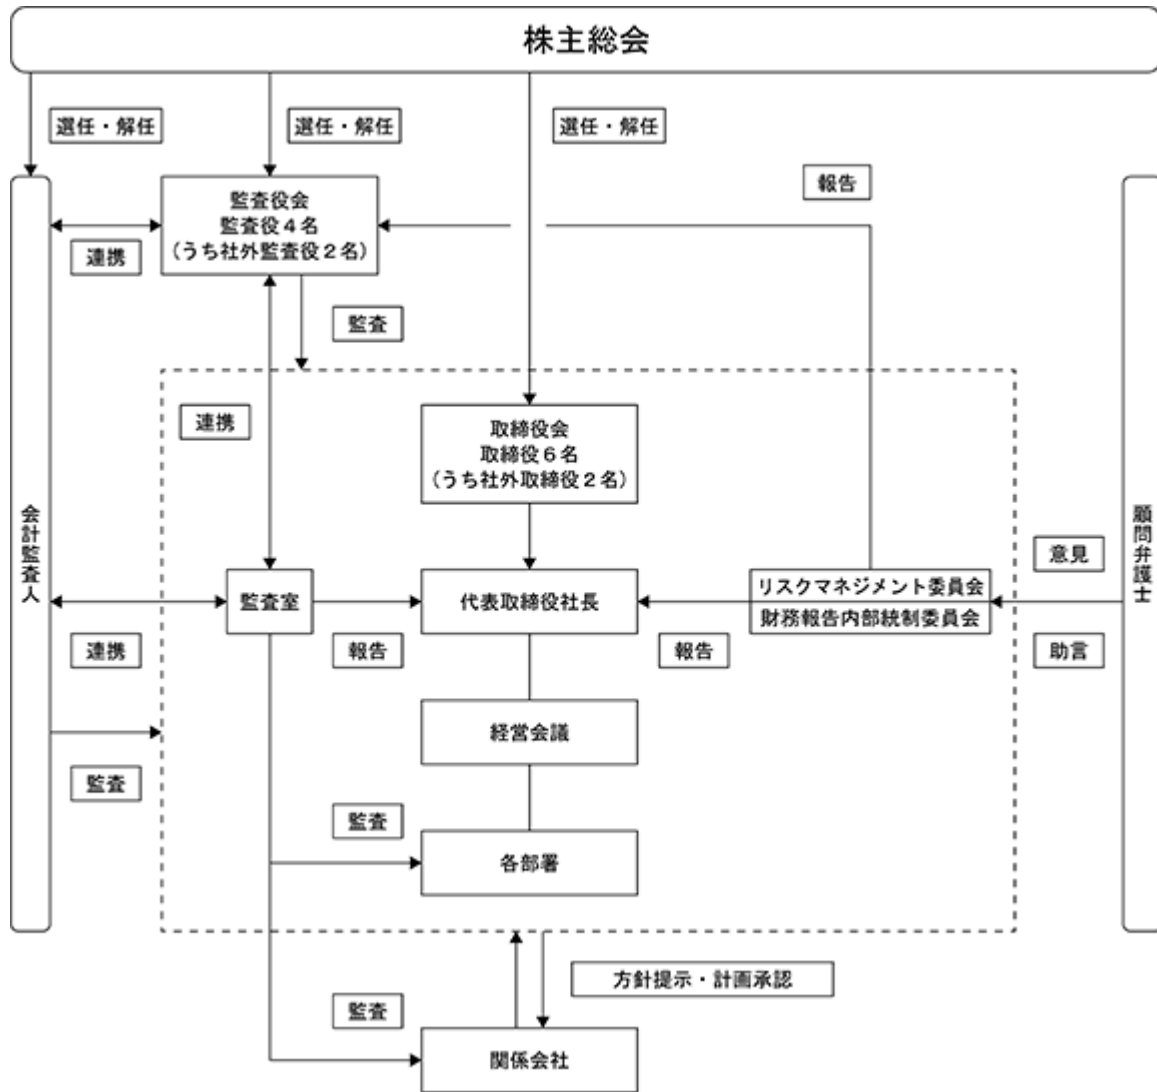 株主総会
選任・解任
選任・解任
選任・解任
監査役会
監査役４名
（うち社外監査役２名）
報告
連携
監査
連携
取締役会
取締役６名
（うち社外取締役２名）
会計監査人
顧問弁護士
意見
監査室
代表取締役社長
リスクマネジメント委員会
財務報告内部統制委員会
連携
報告
報告
助言
経営会議
監査
監査
各部署
方針提示・計画承認
監査
関係会社